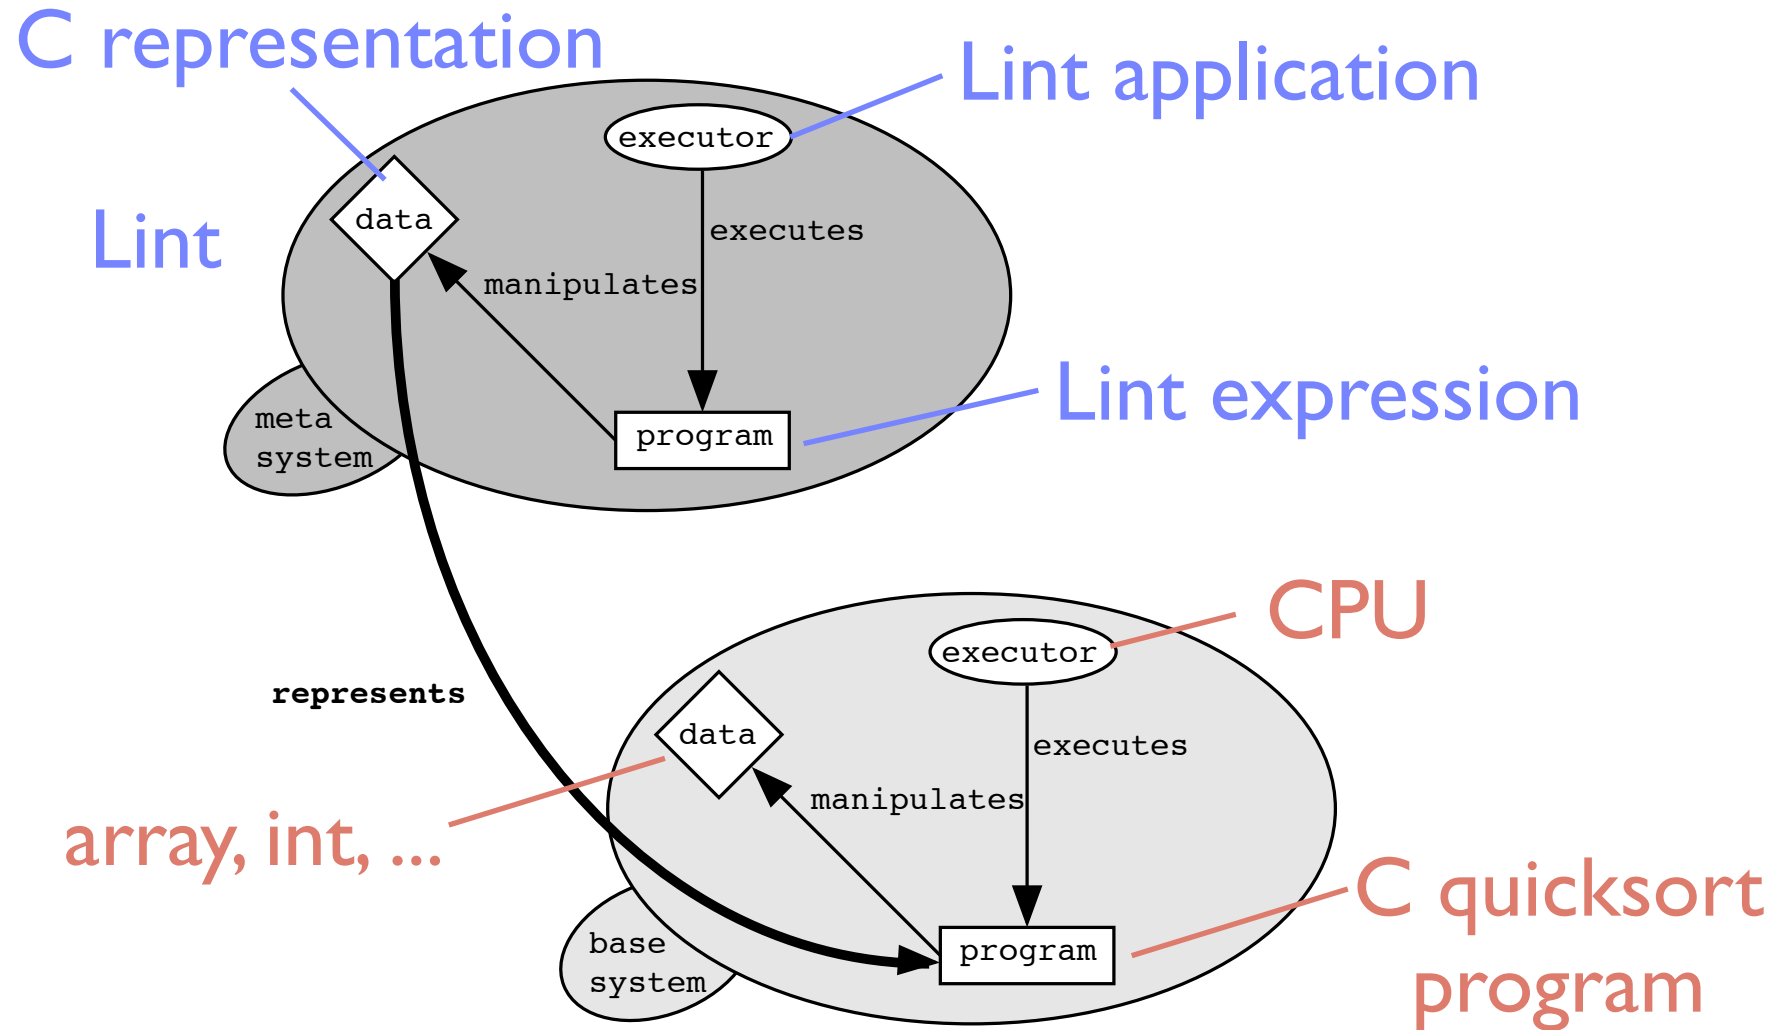 C representation
Lint application
executor
data
Lint
executes
manipulates
Lint expression
meta
system
program
CPU
executor
represents
data
executes
manipulates
array, int, ...
C quicksort
program
base
system
program